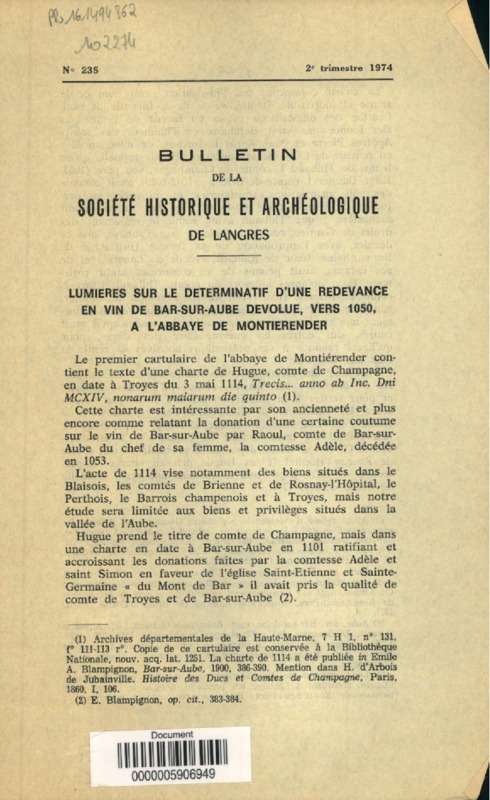 PB 161494862
102274
N° 235 2e trimestre 1974
BULLETIN
DE LA
SOCIÉTÉ HISTORIQUE ET ARCHÉOLOGIQUE
DE LANGRES
LUMIERES SUR LE DETERMINATIF D'UNE REDEVANCE
EN VIN DE BAR-SUR-AUBE DEVOLUE, VERS 1050,
A L'ABBAYE DE MONTIERENDER
Le premier cartulaire de l'abbaye de Montiérender con-
tient le texte d'une charte de Hugue, comte de Champagne,
en date à Troyes du 3 mai 1114, Trecis... anno ab Inc. Dni
MCXIV, nonarum maiarum die quinto (1).
Cette charte est intéressante par son ancienneté et plus
encore comme relatant la donation d'une certaine coutume
sur le vin de Bar-sur-Aube par Raoul, comte de Bar-sur-
Aube du chef de sa femme, la comtesse Adèle, décédée
en 1053.
L'acte de 1114 vise notamment des biens situés dans le
Blaisois, les comtés de Brienne et de Rosnay-l'Hôpital, le
Perthois, le Barrois champenois et à Troyes, mais notre
étude sera limitée aux biens et privilèges situés dans la
vallée de l'Aube.
Hugue prend le titre de comte de Champagne, mais dans
une charte en date à Bar-sur-Aube en 1101 ratifiant et
accroissant les donations faites par la comtesse Adèle et
saint Simon en faveur de l'église Saint-Etienne et Sainte-
Germaine « du Mont de Bar » il avait pris la qualité de
comte de Troyes et de Bar-sur-Aube (2).
(1) Archives départementales de la Haute-Marne, 7 H 1, n° 131,
f° 111-113 r°. Copie de ce cartulaire est conservée à la Bibliothèque
Nationale, nouv. acq. lat. 1251. La charte de 1114 a été publiée in Emile
A. Blampignon, Bar-sur-Aube, 1900, 386-390. Mention dans H. d'Arbois
de Jubainville. Histoire des Ducs et Comtes de Champagne, Paris,
1860, I, 106.
(2) E. Blampignon, op. cit., 383-384.
Document
0000005906949